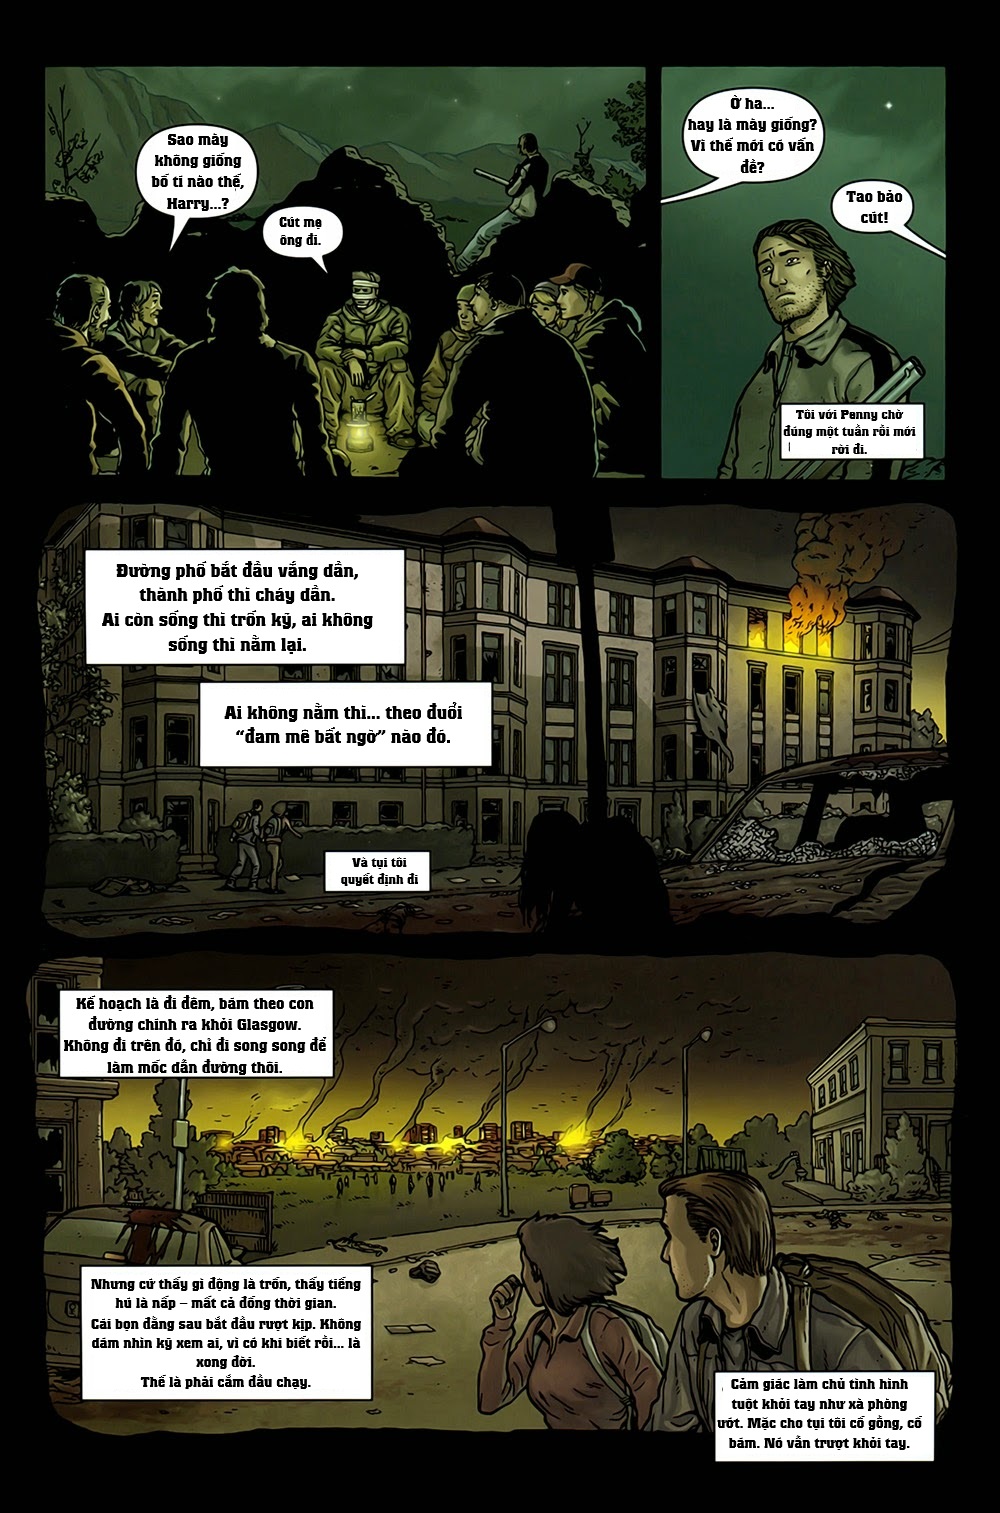 Sao mày
không giống
bố tí nào thế,
Harry...?
Cút mẹ
ông đi.
Ờ ha...
hay là mày giống?
Vì thế mới có vấn
đề?
Tao bảo
cút!
Tôi với Penny chờ
đúng một tuần rồi mới
rời đi.
Đường phố bắt đầu vắng dần,
thành phố thì cháy dần.
Ai còn sống thì trốn kỹ, ai không
sống thì nằm lại.
Ai không nằm thì... theo đuổi
“đam mê bất ngờ” nào đó.
Và tụi tôi
quyết định đi
Kế hoạch là đi đêm, bám theo con
đường chính ra khỏi Glasgow.
Không đi trên đó, chỉ đi song song để
làm mốc dẫn đường thôi.
Nhưng cứ thấy gì động là trốn, thấy tiếng
hú là nấp – mất cả đống thời gian.
Cái bọn đằng sau bắt đầu rượt kịp. Không
dám nhìn kỹ xem ai, vì có khi biết rồi... là
xong đời.
Thế là phải cắm đầu chạy.
Cảm giác làm chủ tình hình
tuột khỏi tay như xà phòng
ướt. Mặc cho tụi tôi cố gồng, cố
bám. Nó vẫn trượt khỏi tay.